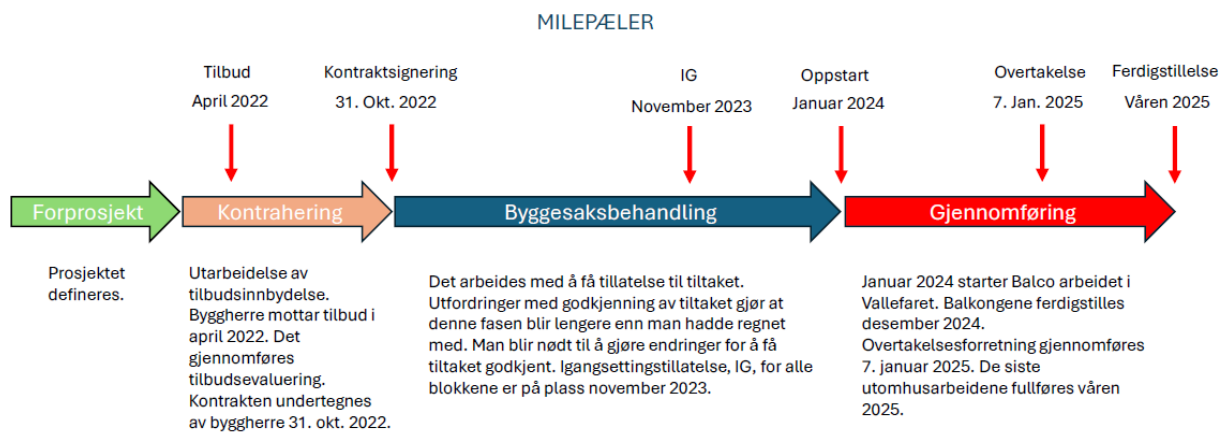 MILEPÆLER
Tilbud
April 2022
Kontraktsignering
31. Okt. 2022
IG
November 2023
Oppstart
Januar 2024
Overtakelse
7. Jan. 2025
Ferdigstillelse
Våren 2025
Forprosjekt
Kontrahering
Byggesaksbehandling
Gjennomføring
Prosjektet
defineres.
Utarbeidelse av
tilbudsinnbydelse.
Byggherre mottar tilbud i
april 2022. Det
gjennomføres
tilbudsevaluering.
Kontrakten undertegnes
av byggherre 31. okt. 2022.
Det arbeides med å få tillatelse til tiltaket.
Utfordringer med godkjenning av tiltaket gjør at
denne fasen blir lengere enn man hadde regnet
med. Man blir nødt til å gjøre endringer for å få
tiltaket godkjent. Igangsettingstillatelse, IG, for alle
blokkene er på plass november 2023.
Januar 2024 starter Balco arbeidet i
Vallefaret. Balkongene ferdigstilles
desember 2024.
Overtakelsesforretning gjennomføres
7. januar 2025. De siste
utomhusarbeidene fullføres våren
2025.